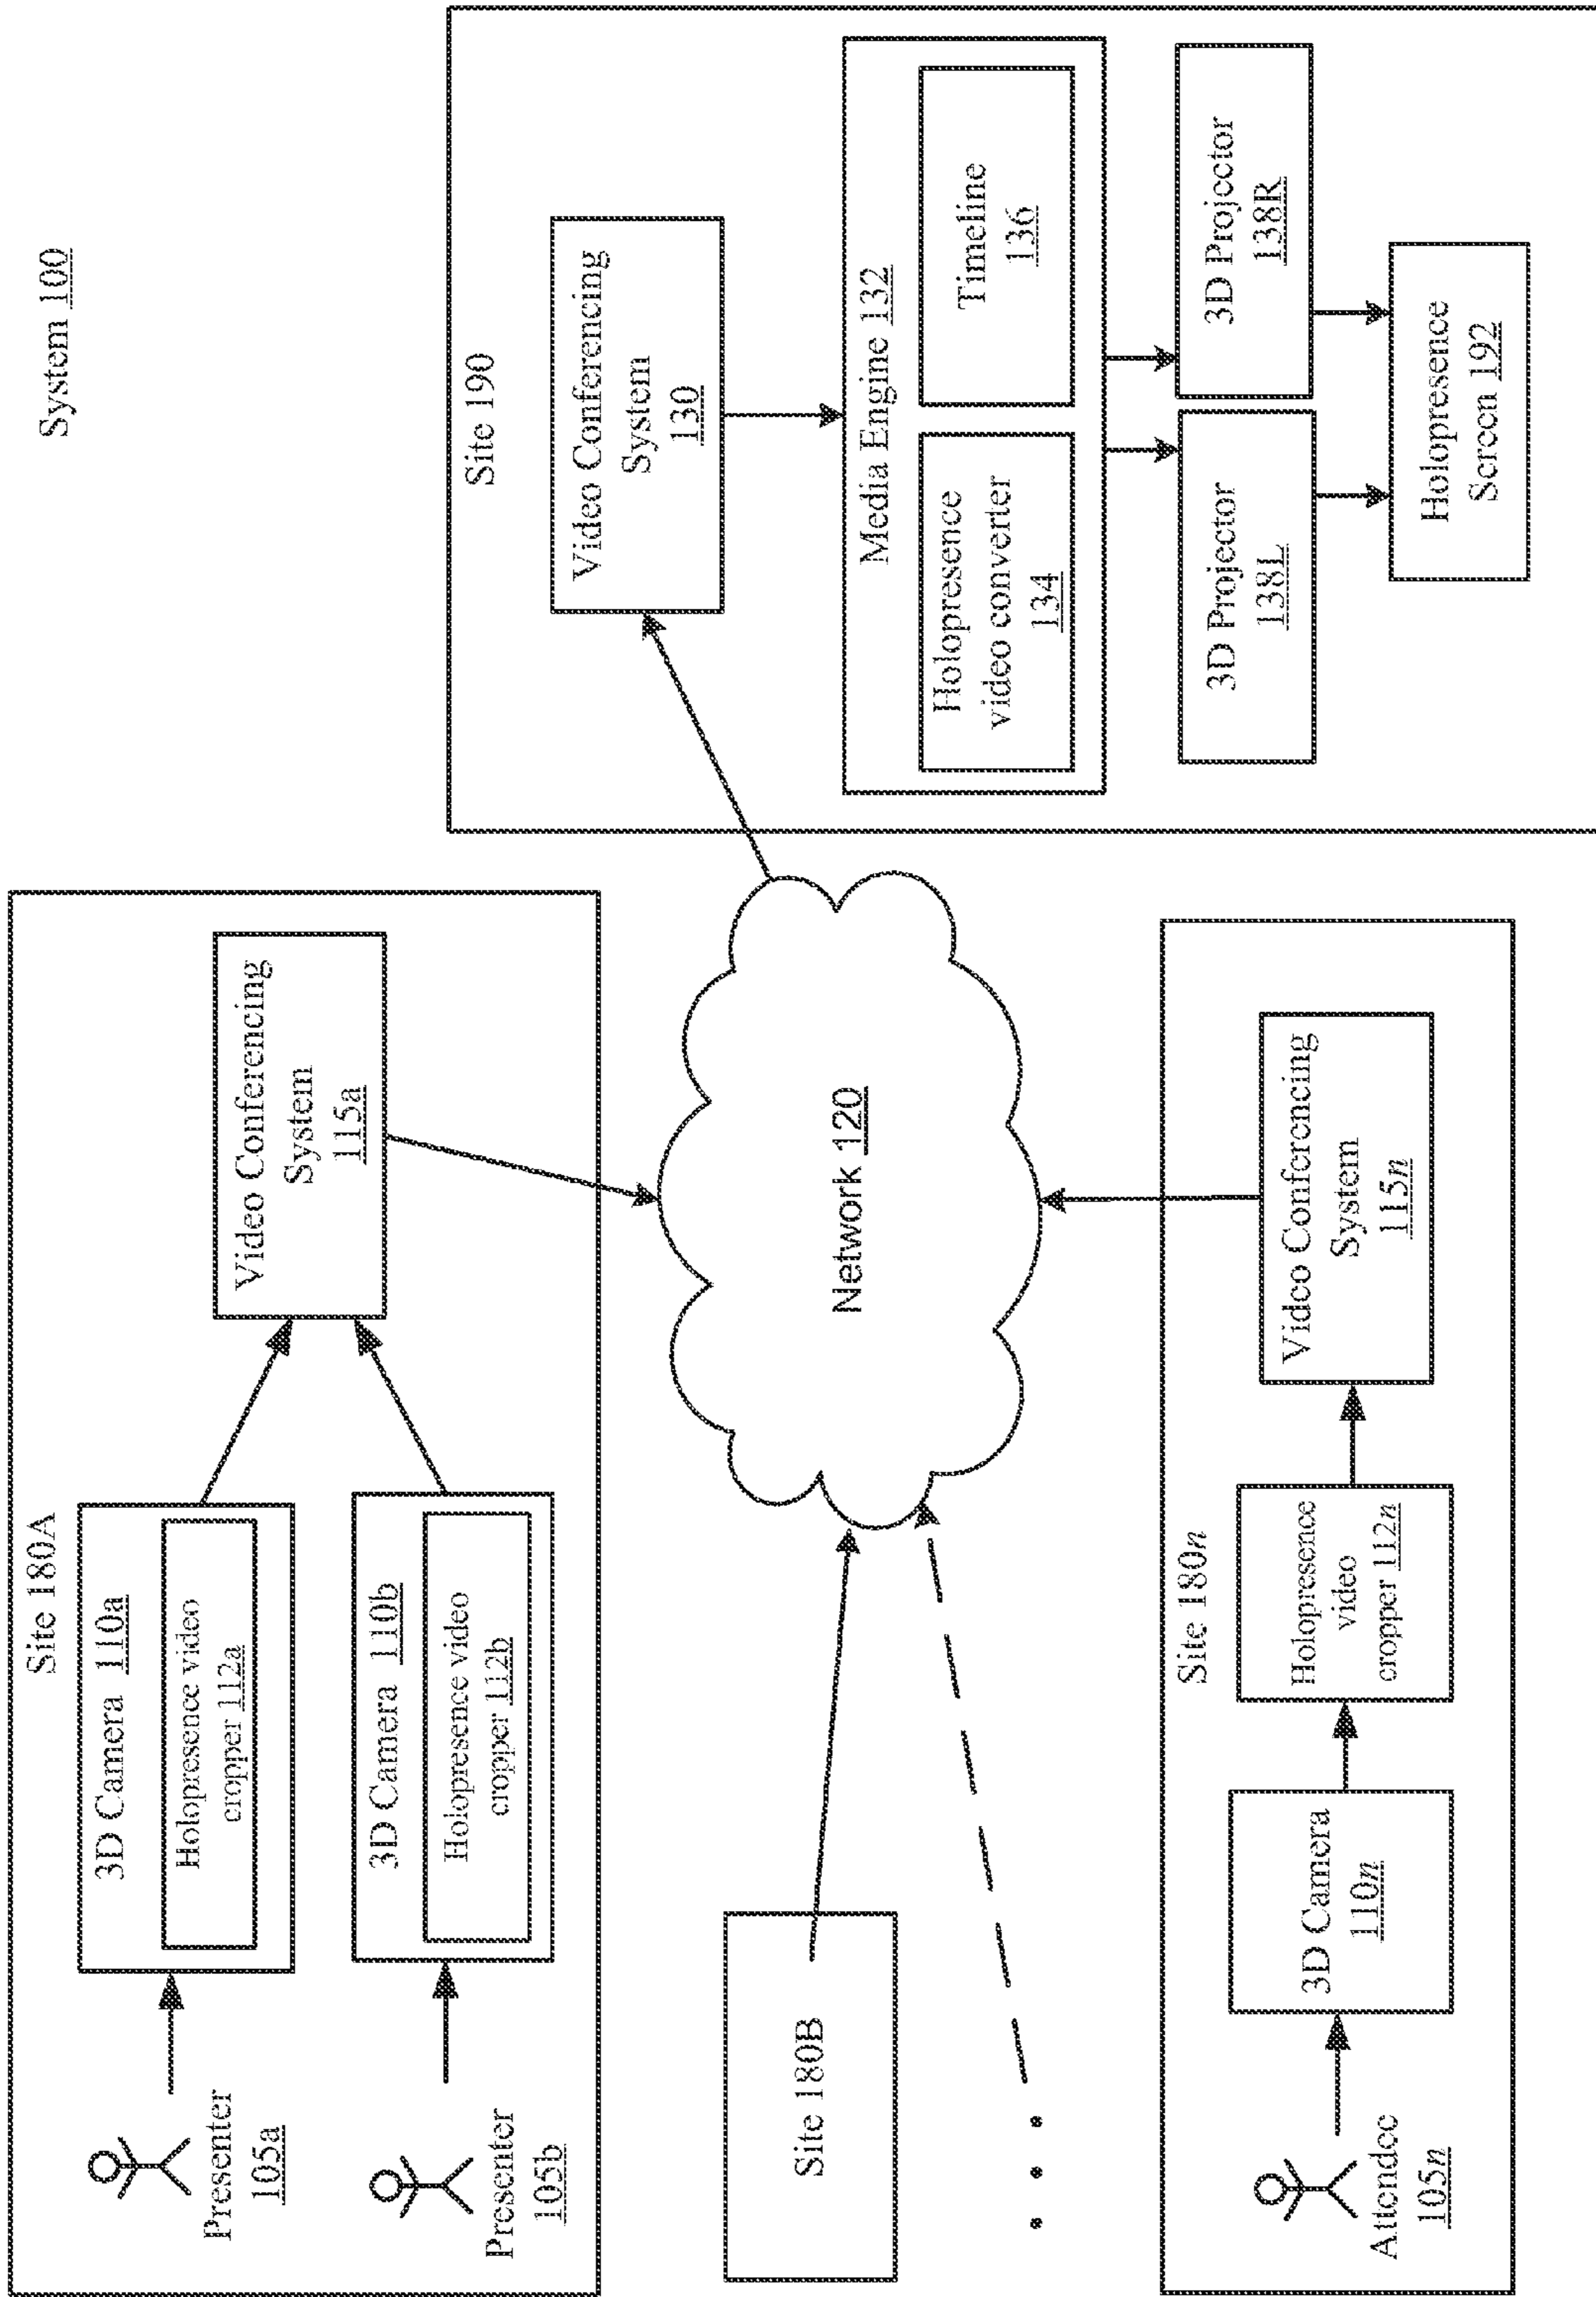 System 100
Site 180A
3D Camera 110a
Holopresence video
cropper 112a
Presenter
105a
3D Camera 110b
Holopresence video
cropper 112b
Presenter
105b
Video Conferencing
System
115a
Site 180B
Network 120
Site 180n
Attendee
105n
3D Camera
110n
Holopresence
video
cropper 112n
Video Conferencing
System
115n
Site 190
Video Conferencing
System
130
Media Engine 132
Holopresence
video converter
134
Timeline
136
3D Projector
138L
3D Projector
138R
Holopresence
Screen 192